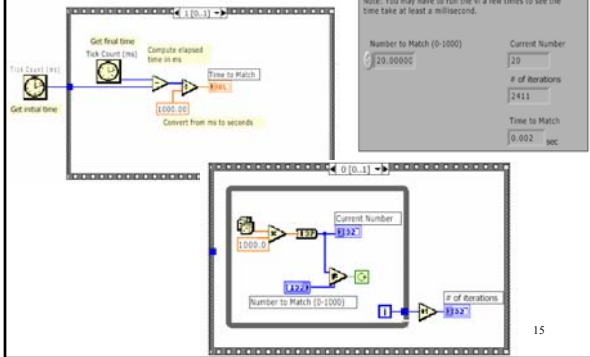 Note: You may have to run the VI a few times to see the
time take at least a millisecond.
1 [0..1]
Get final time
Tick Count (ms)
Compute elapsed
time in ms
Tick Count (ms)
Get initial time
Time to Match
1000.00
Convert from ms to seconds
Number to Match (0-1000)
20.00000
Current Number
20
# of iterations
2411
Time to Match
0.002 sec
0 [0..1]
1000.0
Current Number
Number to Match (0-1000)
i
+1
# of iterations
15